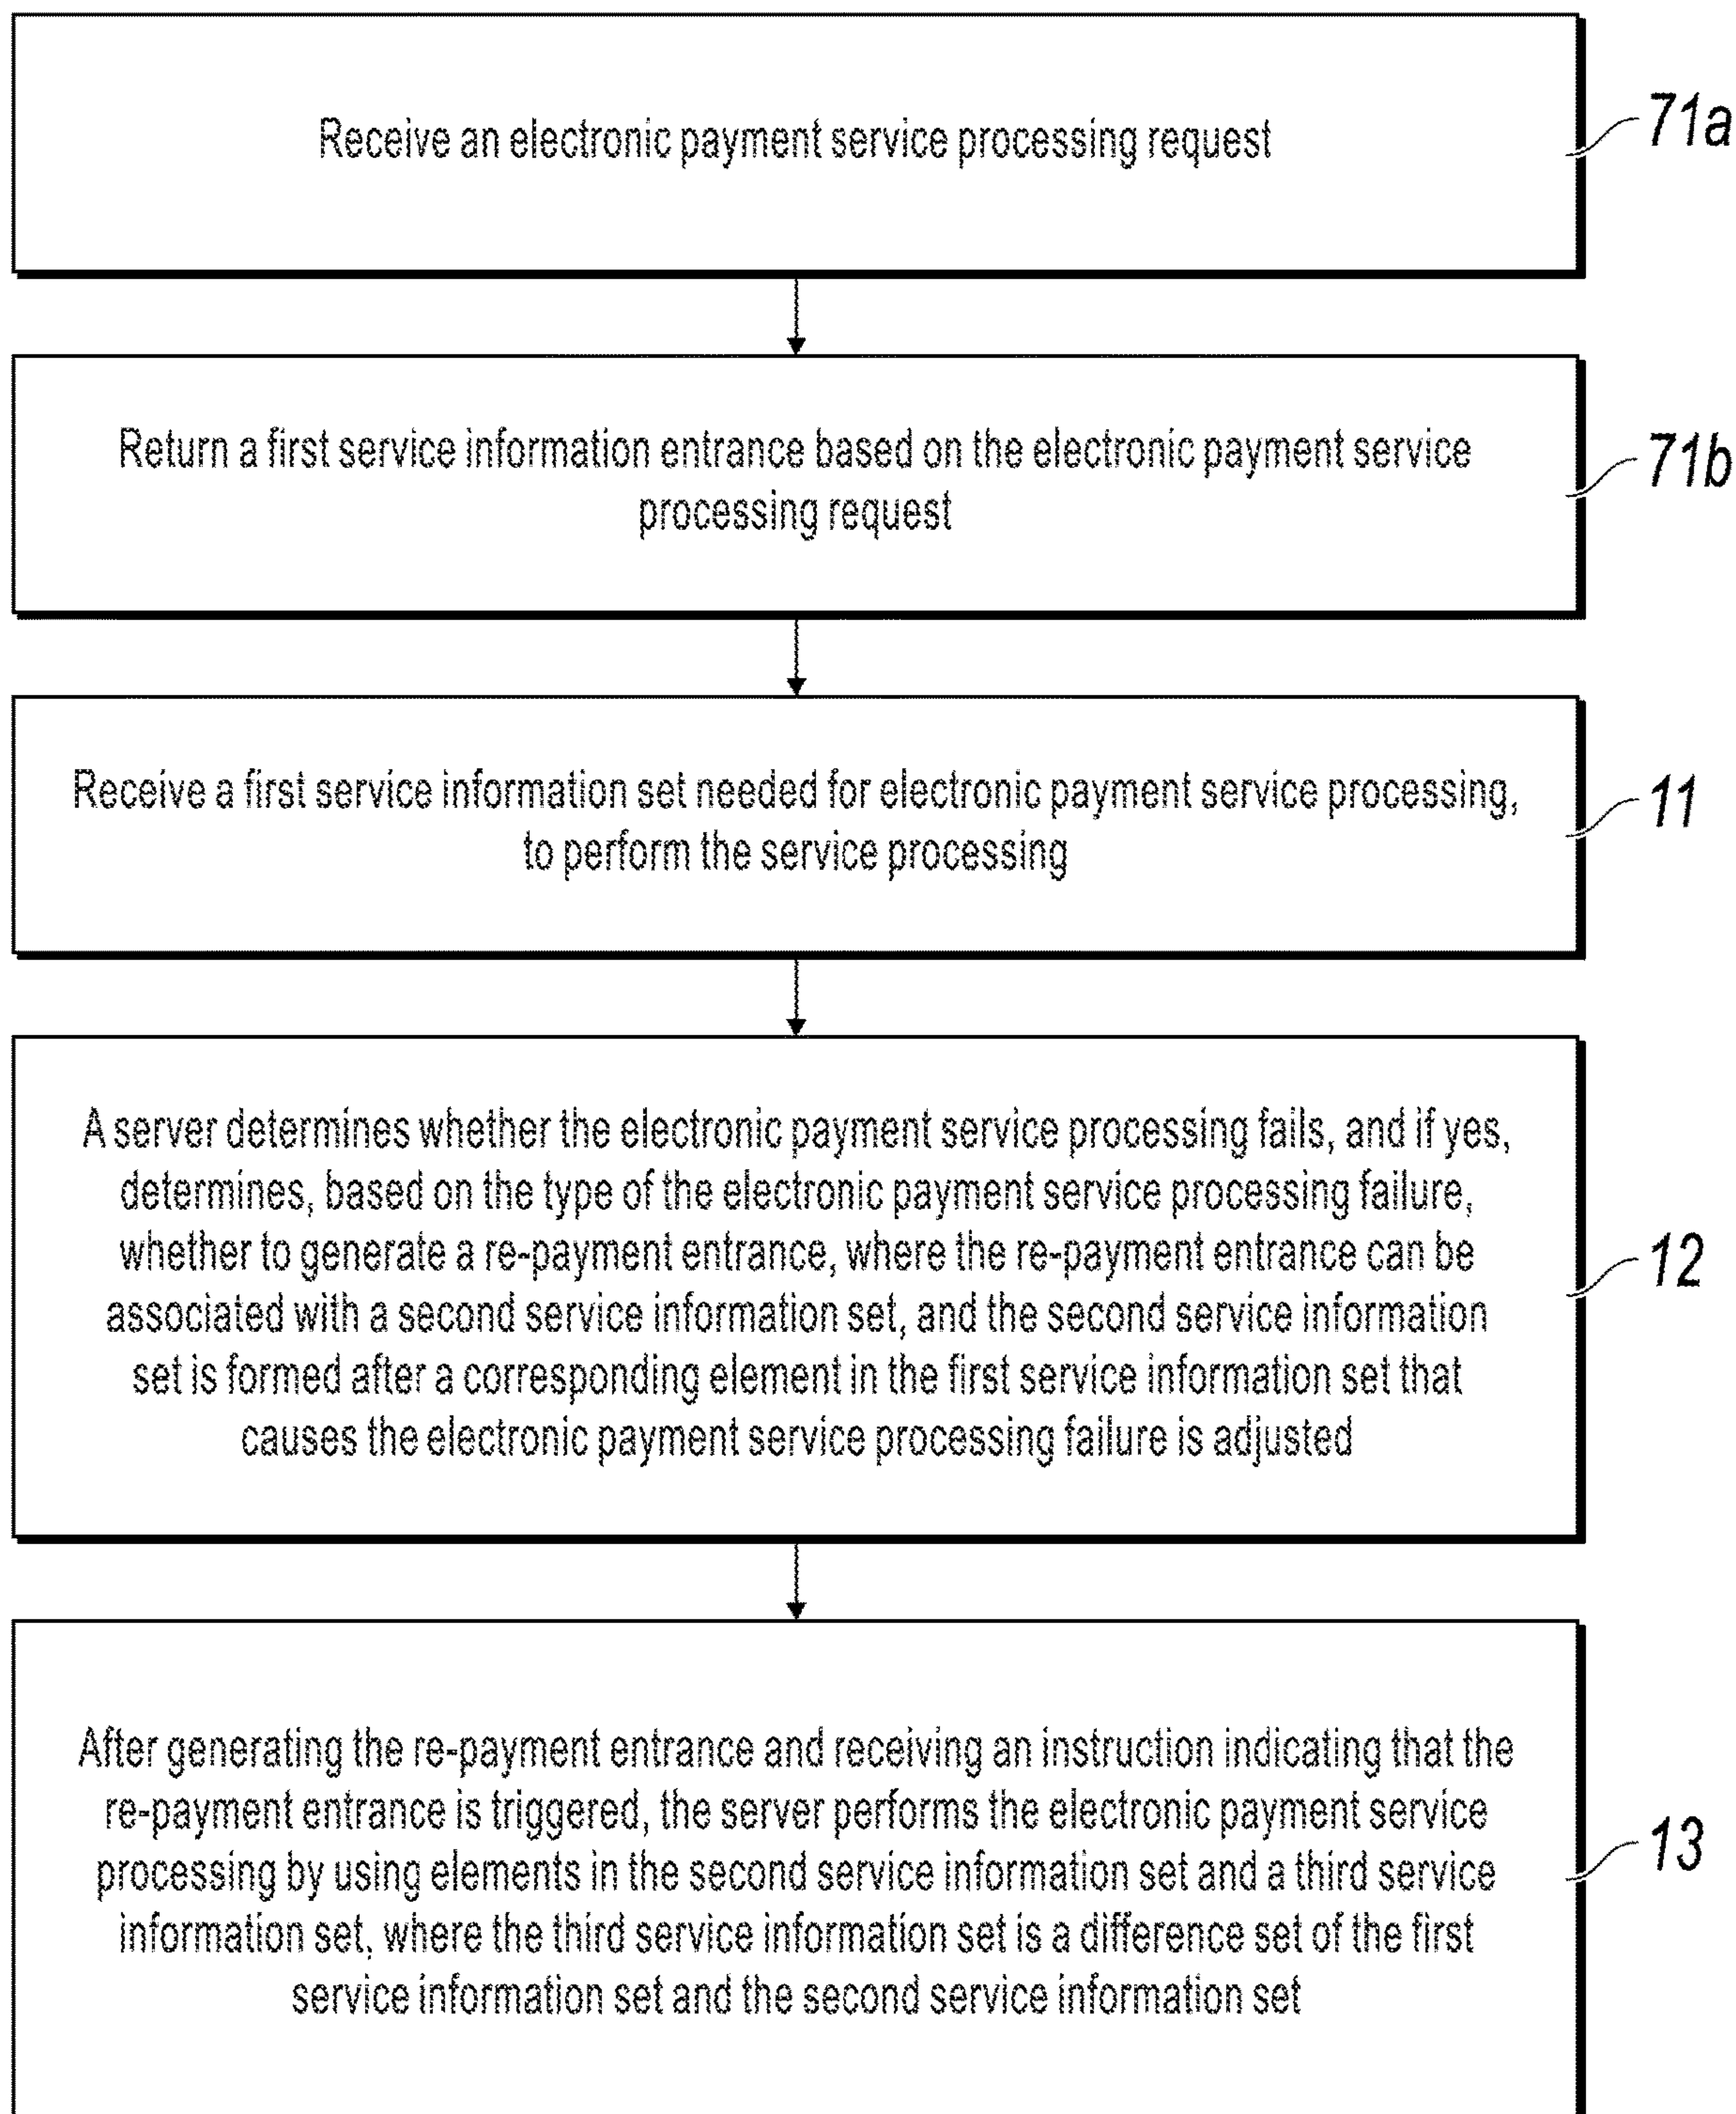 Receive an electronic payment service processing request
71a
Return a first service information entrance based on the electronic payment service
processing request
71b
Receive a first service information set needed for electronic payment service processing,
to perform the service processing
11
A server determines whether the electronic payment service processing fails, and if yes,
determines, based on the type of the electronic payment service processing failure,
whether to generate a re-payment entrance, where the re-payment entrance can be
associated with a second service information set, and the second service information
set is formed after a corresponding element in the first service information set that
causes the electronic payment service processing failure is adjusted
12
After generating the re-payment entrance and receiving an instruction indicating that the
re-payment entrance is triggered, the server performs the electronic payment service
processing by using elements in the second service information set and a third service
information set, where the third service information set is a difference set of the first
service information set and the second service information set
13